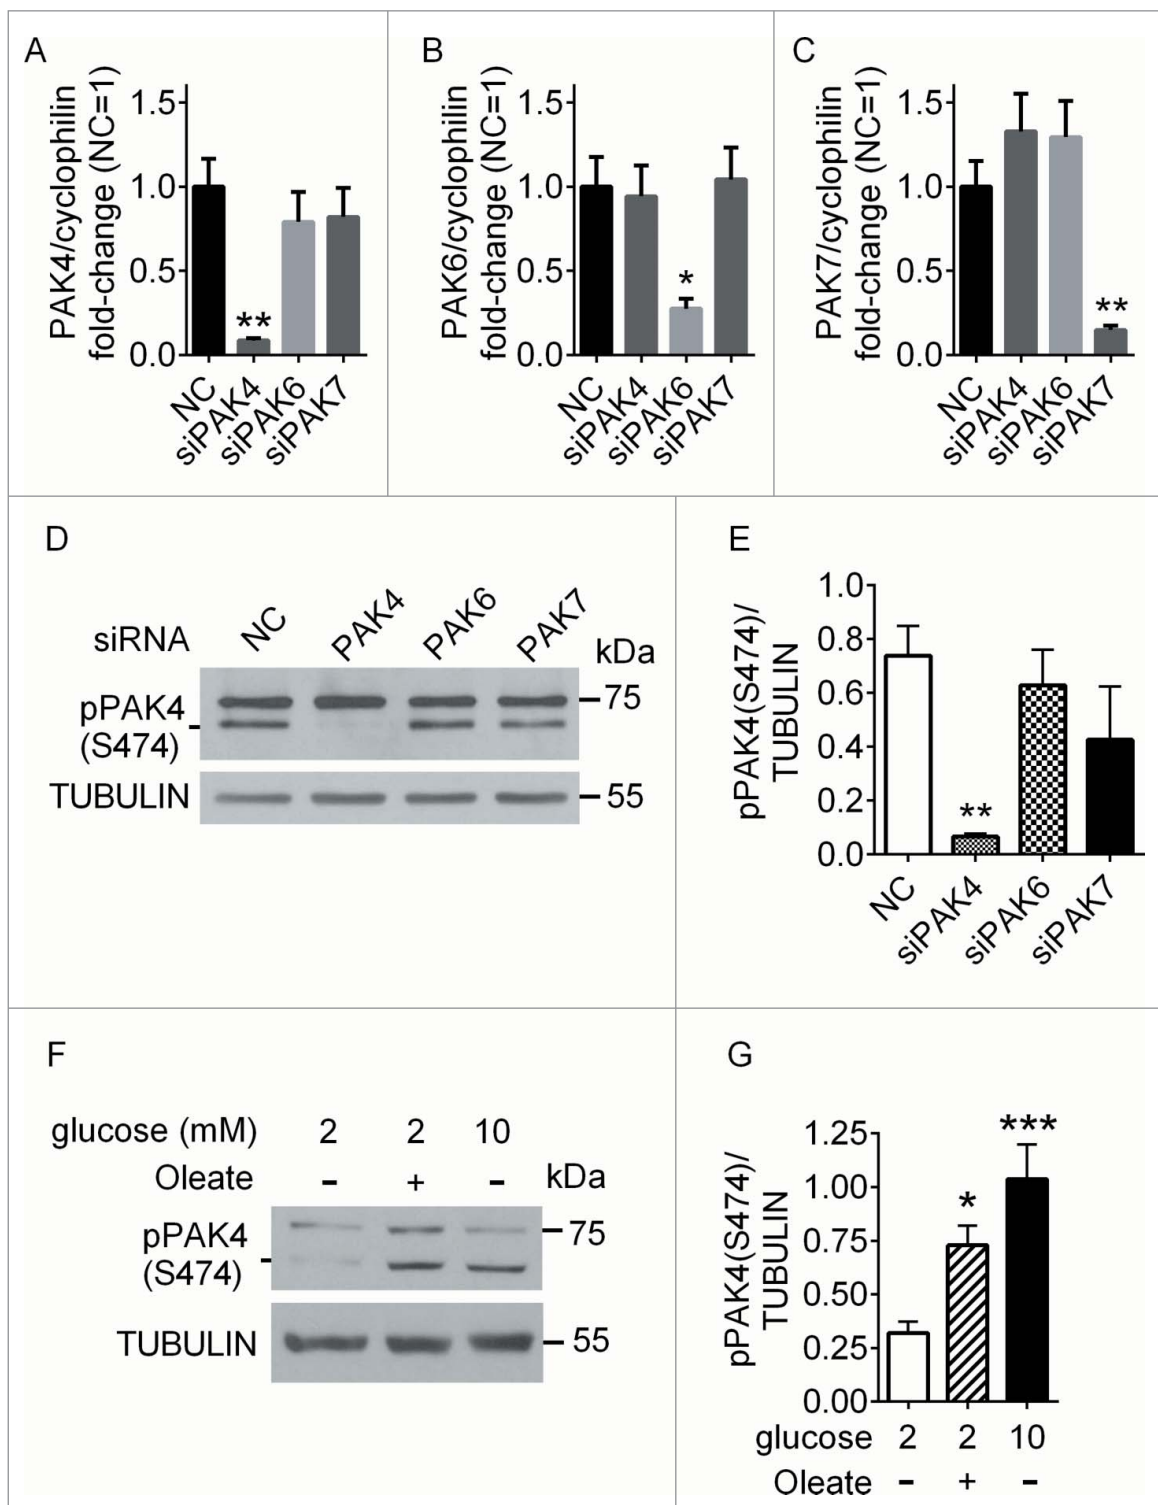 A
PAK4/cyclophilin
fold-change (NC=1)
1.5
1.0
0.5
0.0
**
NC
siPAK4
siPAK6
siPAK7
B
PAK6/cyclophilin
fold-change (NC=1)
1.5
1.0
0.5
0.0
*
NC
siPAK4
siPAK6
siPAK7
C
PAK7/cyclophilin
fold-change (NC=1)
1.5
1.0
0.5
0.0
**
NC
siPAK4
siPAK6
siPAK7
D
siRNA NC PAK4 PAK6 PAK7 kDa
pPAK4
(S474)
75
TUBULIN
55
E
pPAK4(S474)/
TUBULIN
1.0
0.8
0.6
0.4
0.2
0.0
**
NC
siPAK4
siPAK6
siPAK7
F
glucose (mM) 2 2 10
Oleate - + - kDa
pPAK4
(S474)
75
TUBULIN
55
G
pPAK4(S474)/
TUBULIN
1.25
1.00
0.75
0.50
0.25
0.00
*
***
glucose 2 2 10
Oleate - + -